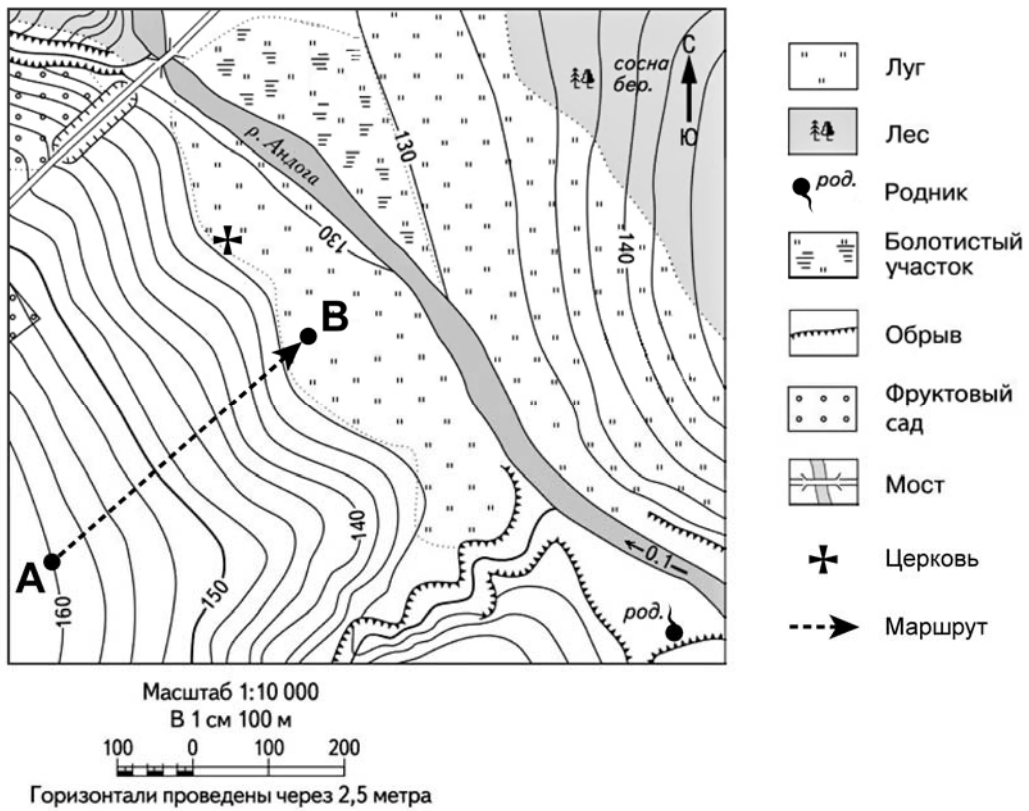 С
Ю
сосна
бер.
р. Андога
130
130
140
В
А
140
150
160
0.1
род.
Луг
Лес
род.
Родник
Болотистый
участок
Обрыв
Фруктовый
сад
Мост
Церковь
Маршрут
Масштаб 1:10 000
В 1 см 100 м
100 0 100 200
Горизонтали проведены через 2,5 метра